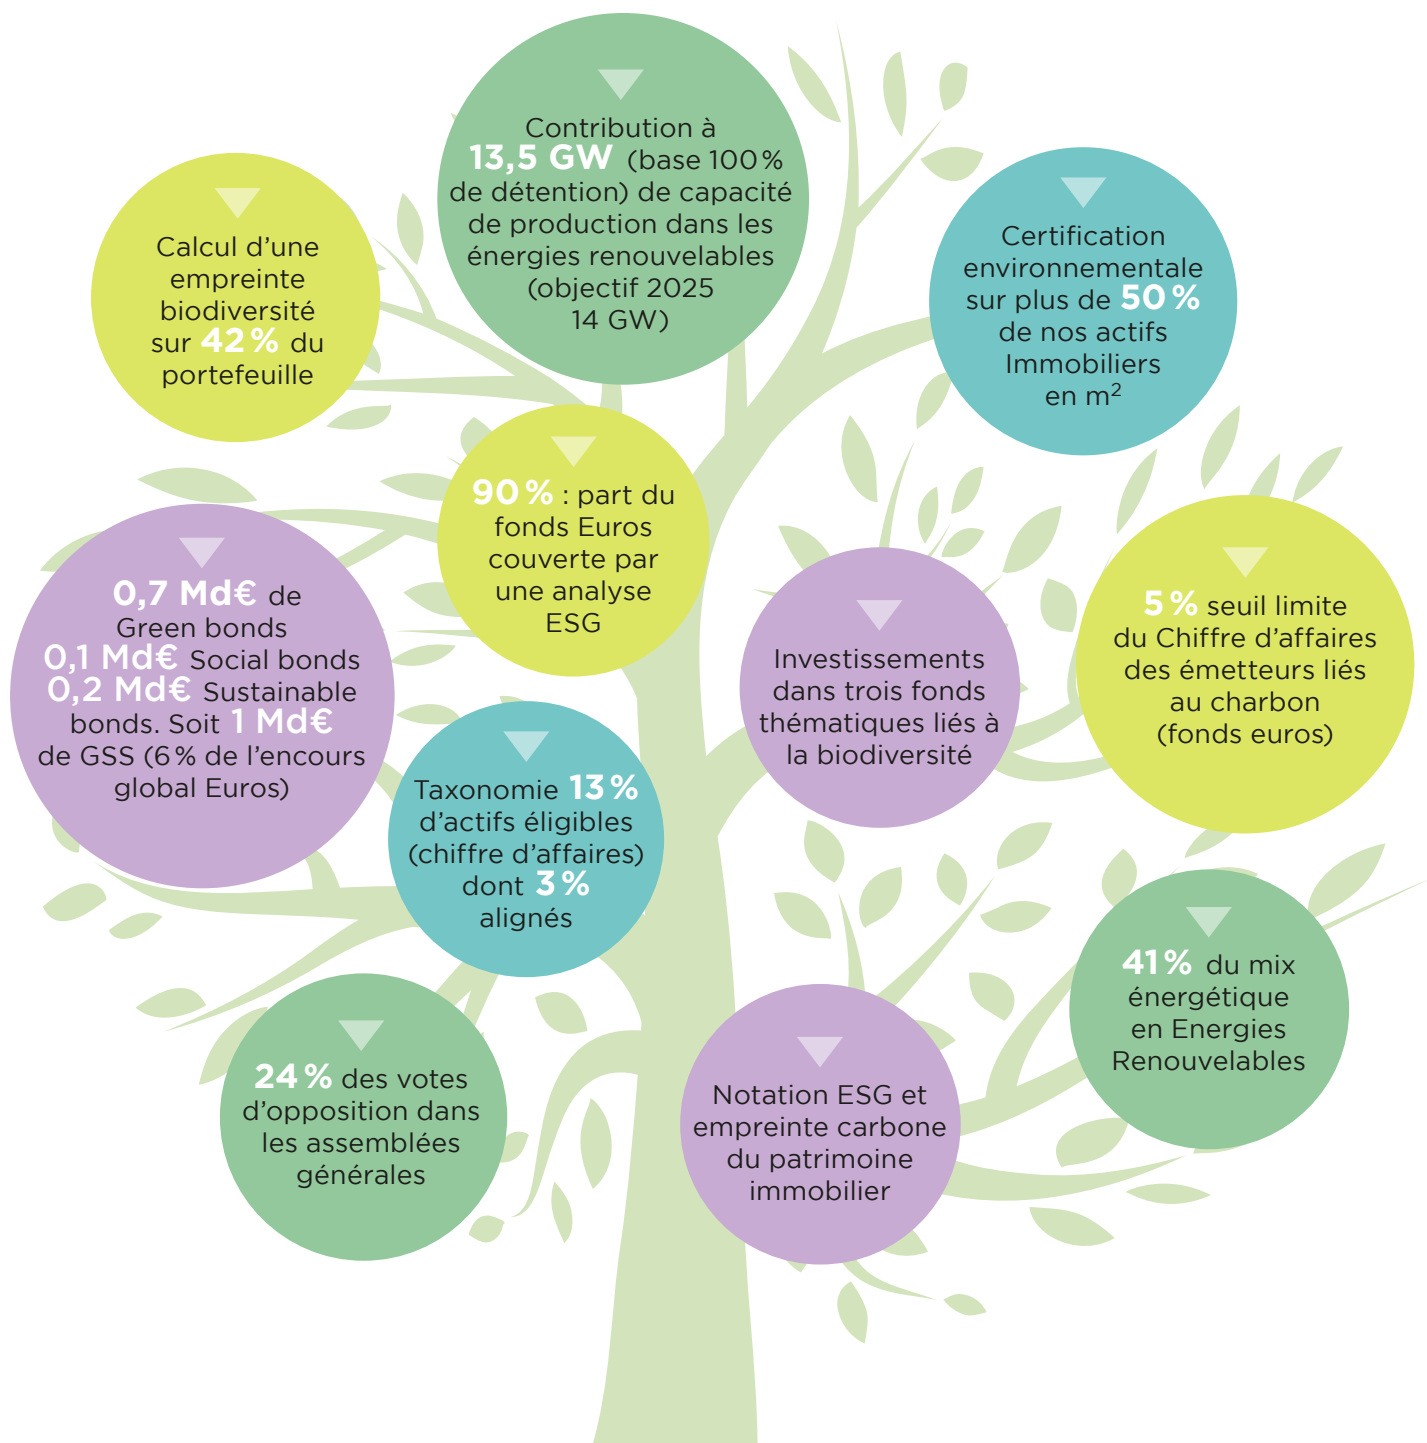 Contribution à
13,5 GW (base 100 %
de détention) de capacité
de production dans les
énergies renouvelables
(objectif 2025
14 GW)
Calcul d’une
empreinte
biodiversité
sur 42 % du
portefeuille
Certification
environnementale
sur plus de 50 %
de nos actifs
Immobiliers
en m²
90 % : part du
fonds Euros
couverte par
une analyse
ESG
0,7 Md€ de
Green bonds
0,1 Md€ Social bonds
0,2 Md€ Sustainable
bonds. Soit 1 Md€
de GSS (6 % de l’encours
global Euros)
Investissements
dans trois fonds
thématiques liés à
la biodiversité
5 % seuil limite
du Chiffre d’affaires
des émetteurs liés
au charbon
(fonds euros)
Taxonomie 13 %
d’actifs éligibles
(chiffre d’affaires)
dont 3 %
alignés
41 % du mix
énergétique
en Energies
Renouvelables
24 % des votes
d’opposition dans
les assemblées
générales
Notation ESG et
empreinte carbone
du patrimoine
immobilier